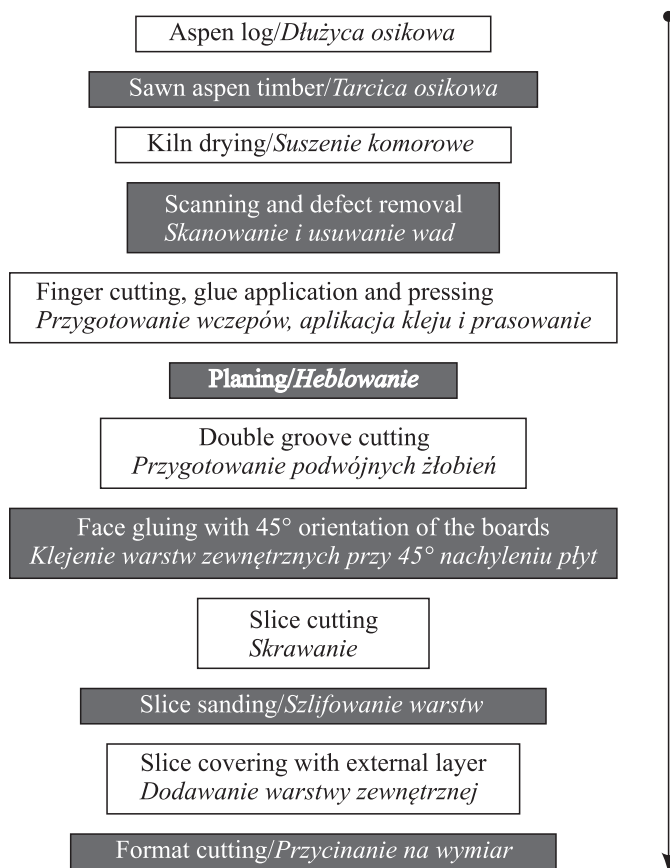 Aspen log/Dłużyca osikowa
Sawn aspen timber/Tarcica osikowa
Kiln drying/Suszenie komorowe
Scanning and defect removal
Skanowanie i usuwanie wad
Finger cutting, glue application and pressing
Przygotowanie wczepów, aplikacja kleju i prasowanie
Planing/Heblowanie
Double groove cutting
Przygotowanie podwójnych żłobień
Face gluing with 45° orientation of the boards
Klejenie warstw zewnętrznych przy 45° nachyleniu płyt
Slice cutting
Skrawanie
Slice sanding/Szlifowanie warstw
Slice covering with external layer
Dodawanie warstwy zewnętrznej
Format cutting/Przycinanie na wymiar